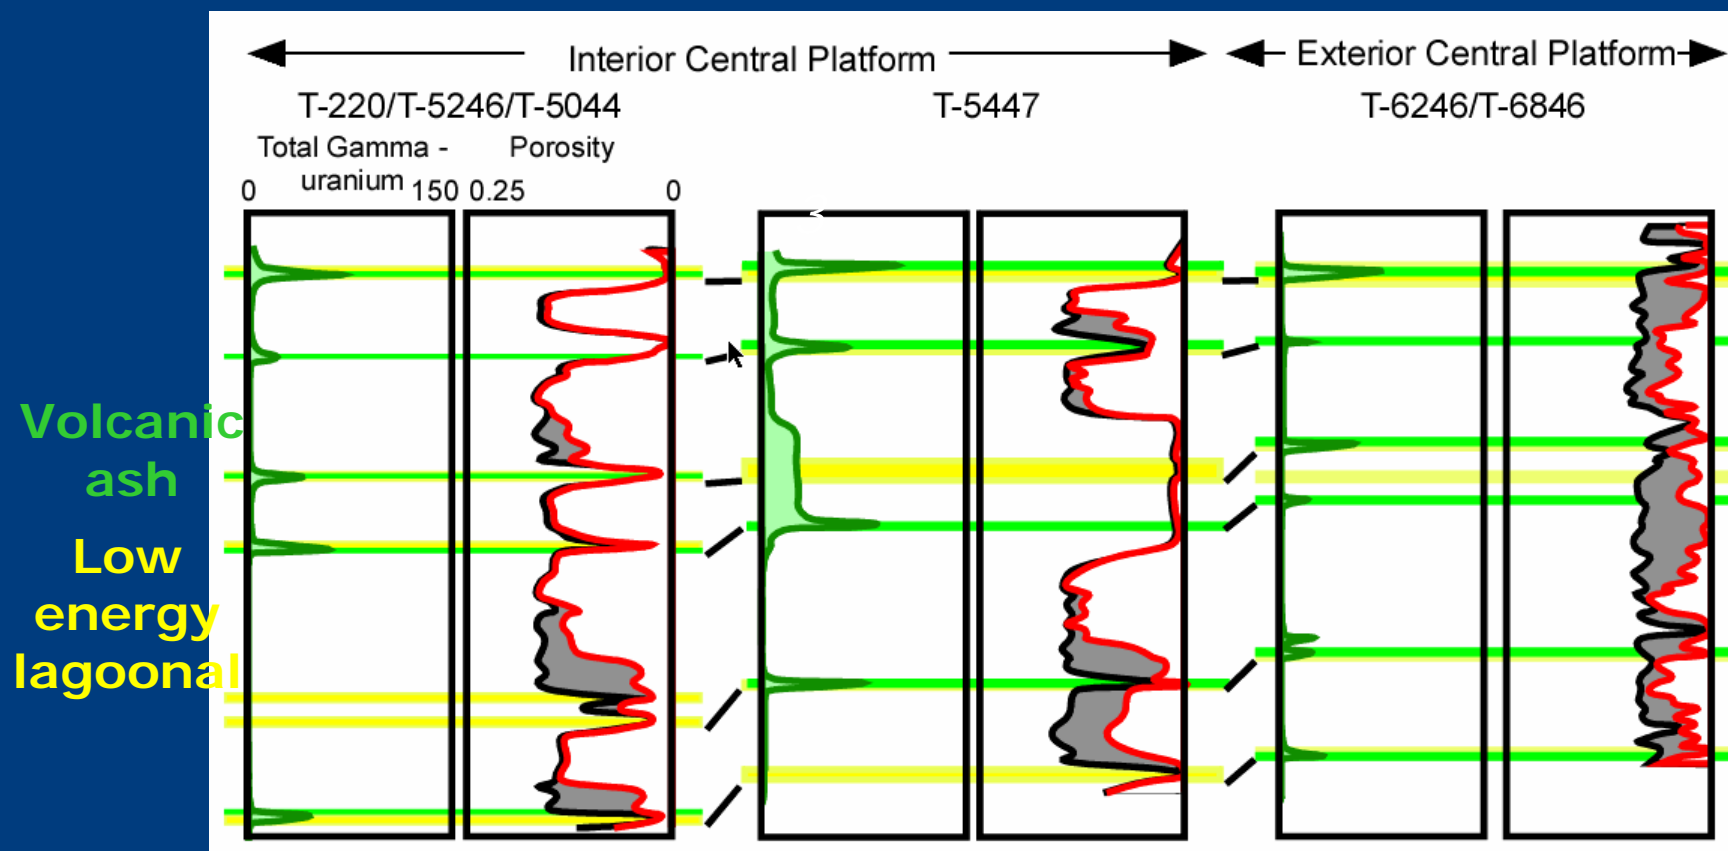 Interior Central Platform
Exterior Central Platform
T-220/T-5246/T-5044
T-5447
T-6246/T-6846
Total Gamma -
uranium
Porosity
0
150
0.25
0
Volcanic
ash
Low
energy
lagoonal